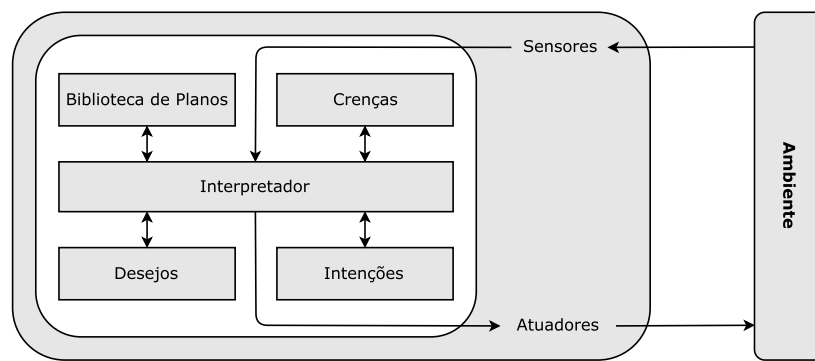 Sensores
Biblioteca de Planos
Crenças
Interpretador
Desejos
Intenções
Atuadores
Ambiente